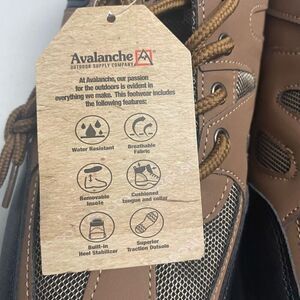 Avalanche
OUTDOOR SUPPLY COMPANY
At Avalanche, our passion
for the outdoors is evident in
everything we make. This footwear includes
the following features:
Water Resistant
Breathable
Fabric
Removable
Insole
Cushioned
tongue and collar
Built-in
Heel Stabilizer
Superior
Traction Outsole